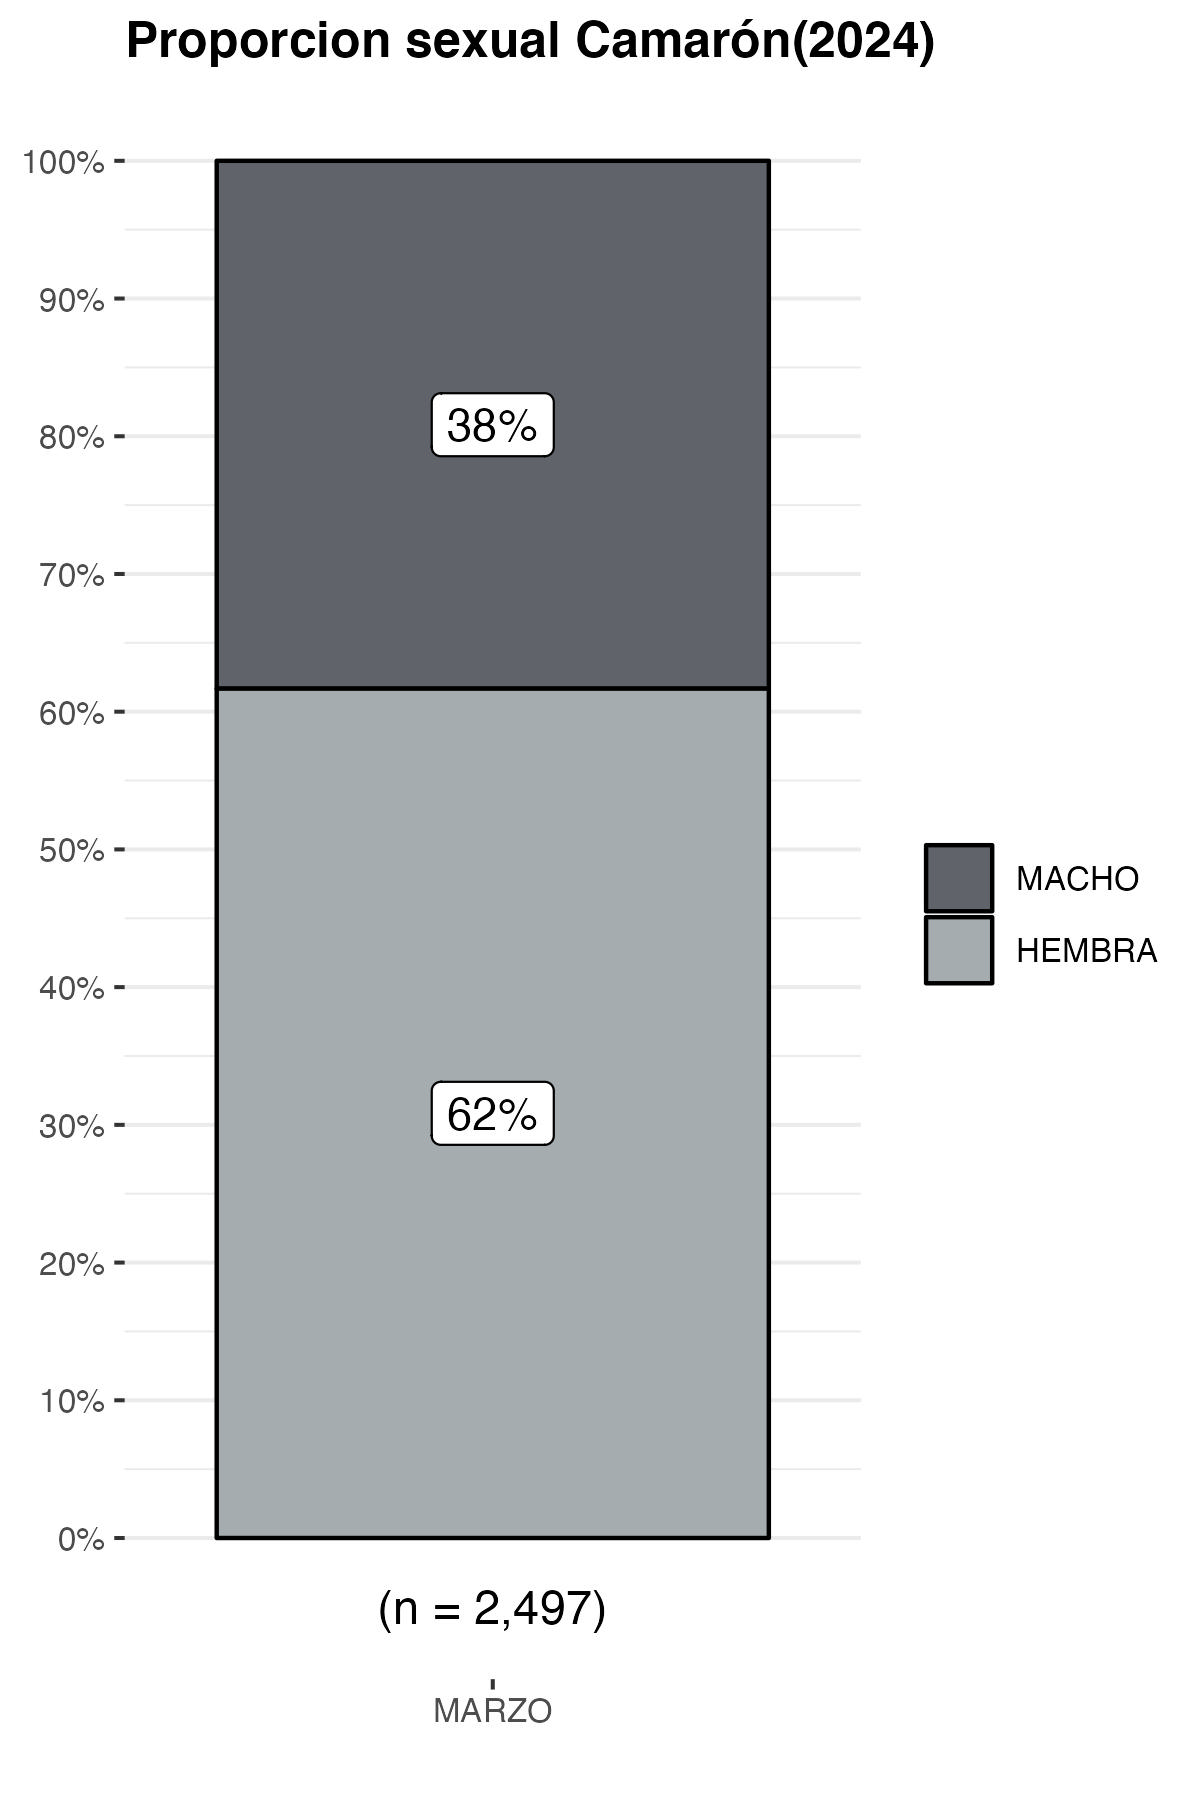 Proporcion sexual Camarón(2024)
100%
90%
80%
70%
60%
50%
40%
30%
20%
10%
0%
38%
62%
MACHO
HEMBRA
(n = 2,497)
MARZO